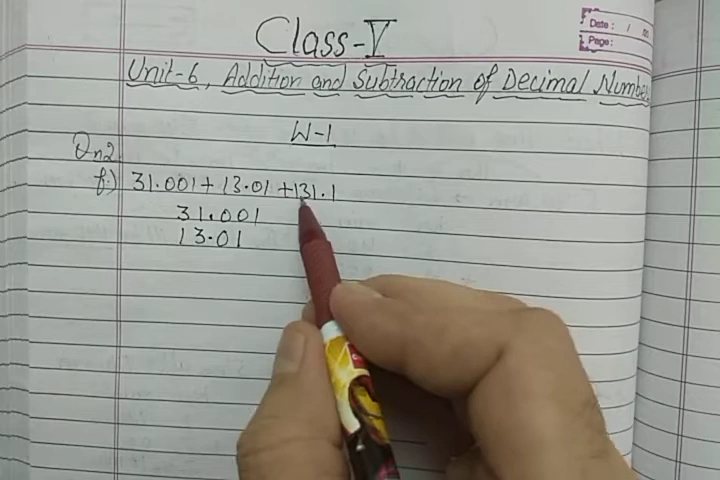 Class-V
Date: /
Page:
Unit-6, Addition and Subtraction of Decimal Number
W-1
Qn2.
f.) 31.001 + 13.01 + 131.1
31.001
13.01